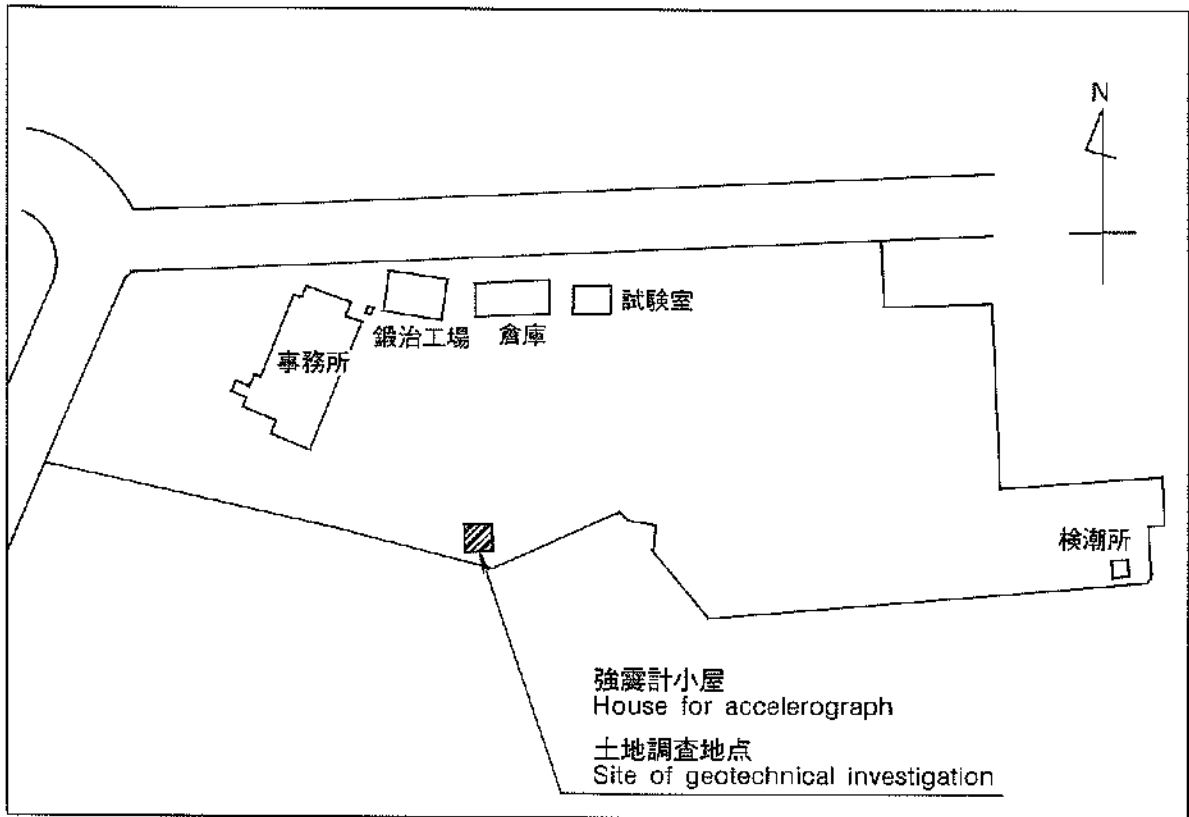 N
試験室
鍛治工場
倉庫
事務所
検潮所
強震計小屋
House for accelerograph
土地調査地点
Site of geotechnical investigation